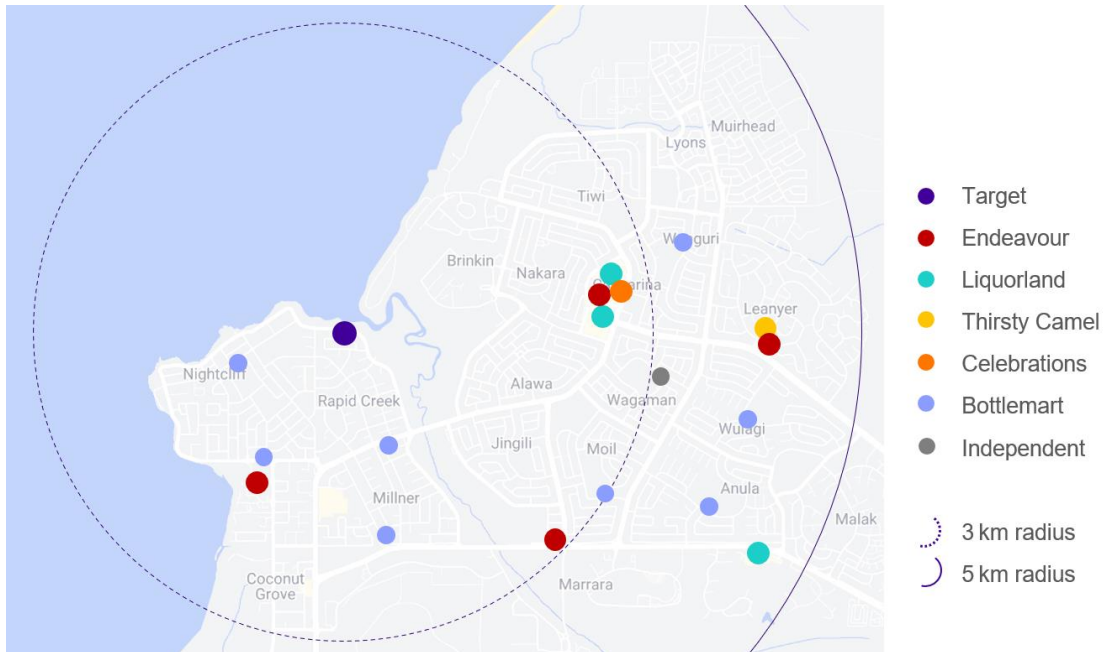 Muirhead
Lyons
Tiwi
Brinkin
Nakara
Leanyer
Nightcliff
Alawa
Rapid Creek
Wagaman
Wulagi
Jingili
Moil
Millner
Anula
Malak
Coconut
Grove
Marrara
Target
Endeavour
Liquorland
Thirsty Camel
Celebrations
Bottlemart
Independent
3 km radius
5 km radius